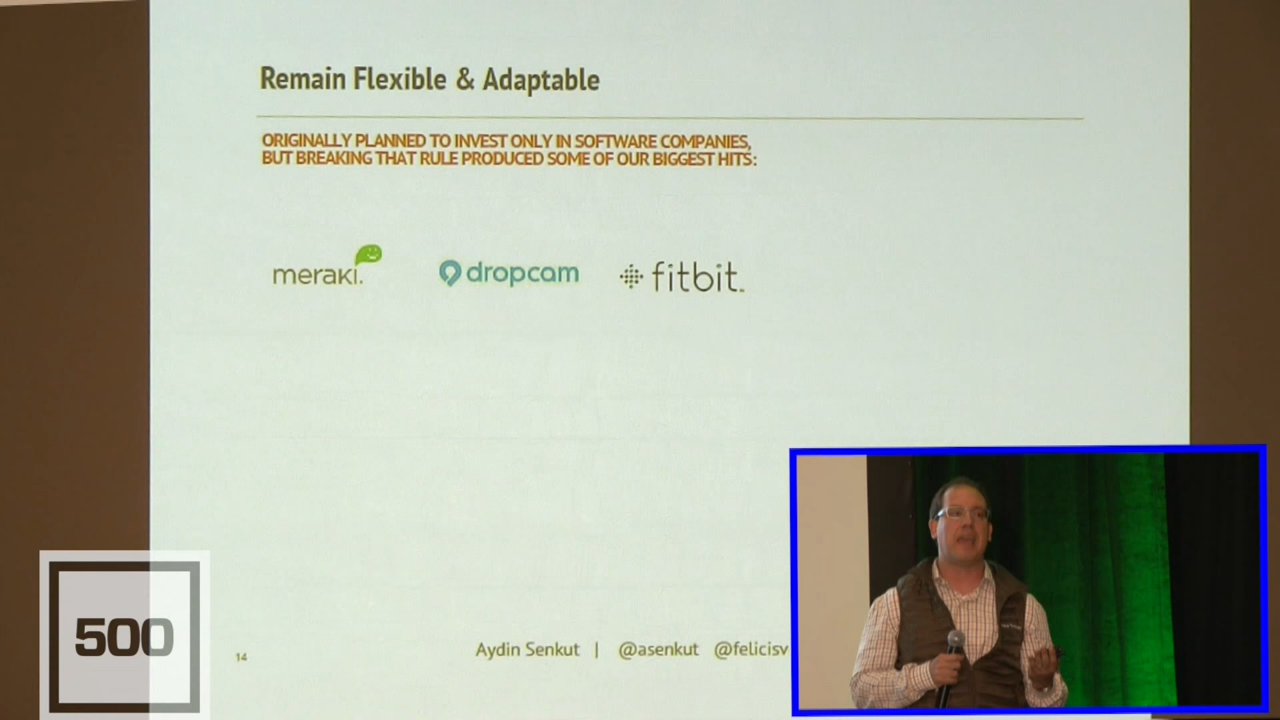 Remain Flexible & Adaptable
ORIGINALLY PLANNED TO INVEST ONLY IN SOFTWARE COMPANIES,
BUT BREAKING THAT RULE PRODUCED SOME OF OUR BIGGEST HITS:
meraki.
dropcam
fitbit.
14
Aydin Senkut | @asenkut @felicisv
500